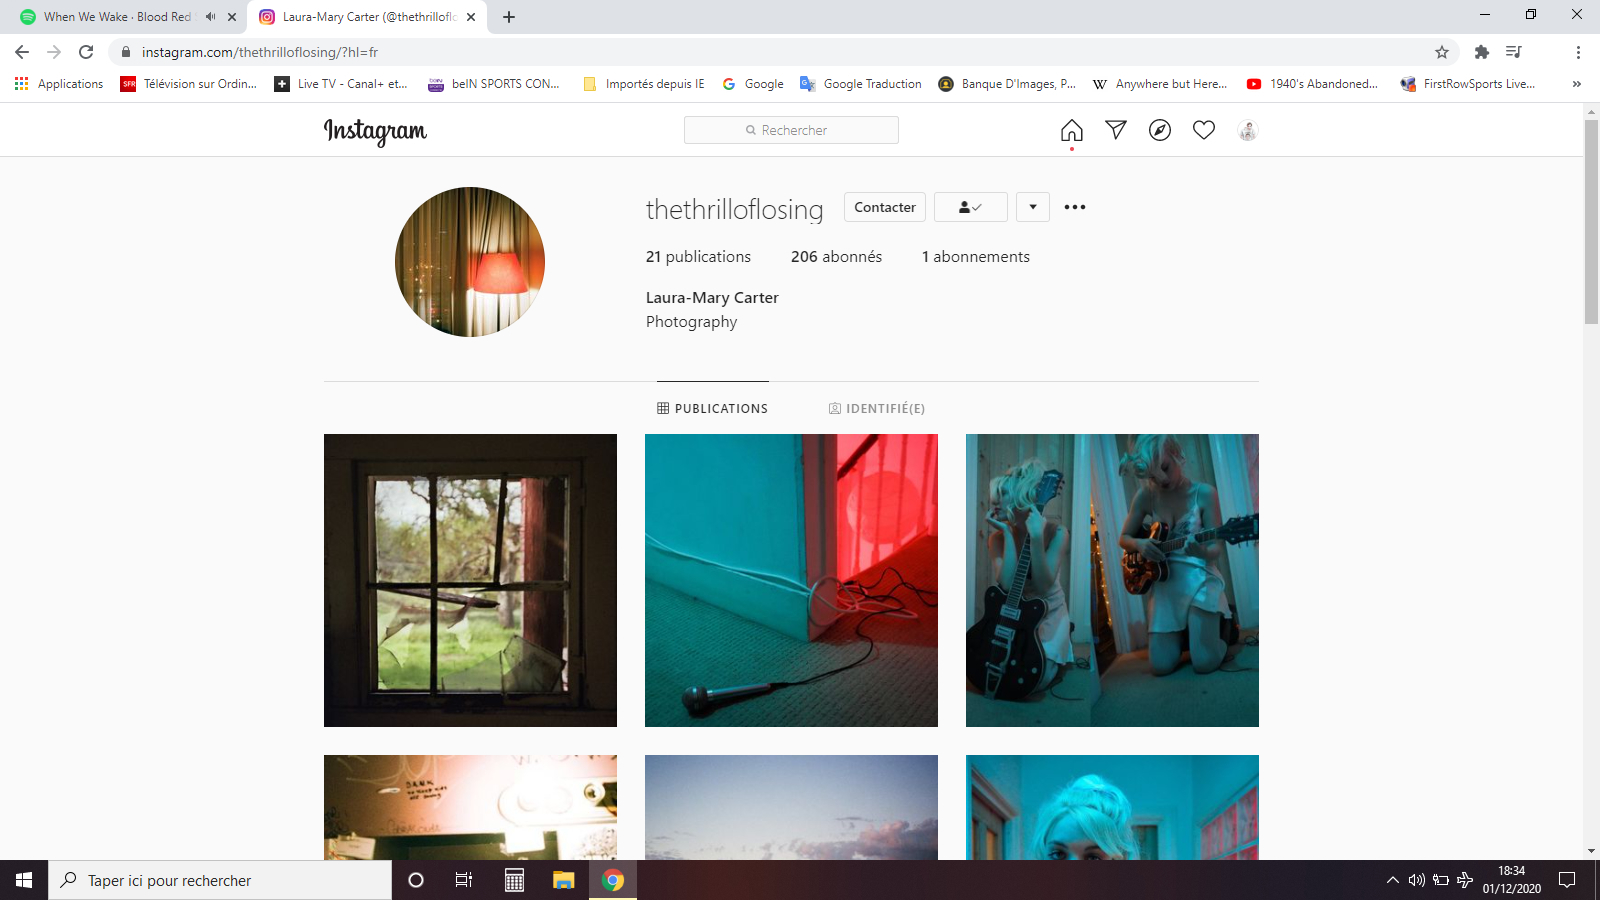 When We Wake · Blood Red
Laura-Mary Carter (@thethrilloflo
instagram.com/thethrilloflosing/?hl=fr
Applications
SFR
Télévision sur Ordin...
Live TV - Canal+ et...
beIN SPORTS CON...
Importés depuis IE
Google
Google Traduction
Banque D'Images, P...
Anywhere but Here...
1940's Abandoned...
FirstRowSports Live...
»
Instagram
Rechercher
thethrilloflosing
Contacter
21 publications 206 abonnés 1 abonnements
Laura-Mary Carter
Photography
PUBLICATIONS
IDENTIFIÉ(E)
Taper ici pour rechercher
18:34
01/12/2020